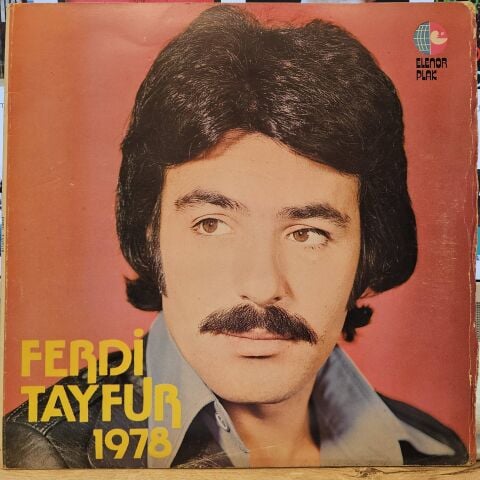 ELENOR
PLAK
FERDİ
TAYFUR
1978